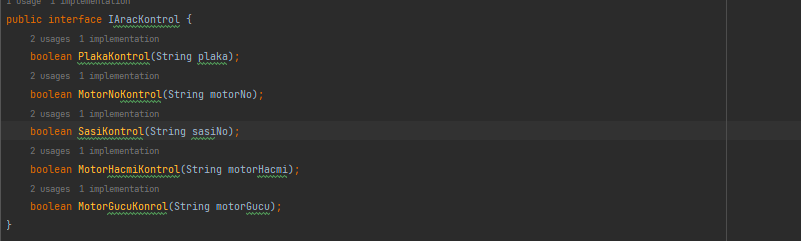 1 usage 1 implementation
public interface IAracKontrol {
2 usages 1 implementation
boolean PlakaKontrol(String plaka);
2 usages 1 implementation
boolean MotorNoKontrol(String motorNo);
2 usages 1 implementation
boolean SasiKontrol(String sasiNo);
2 usages 1 implementation
boolean MotorHacmiKontrol(String motorHacmi);
2 usages 1 implementation
boolean MotorGucuKonrol(String motorGucu);
}